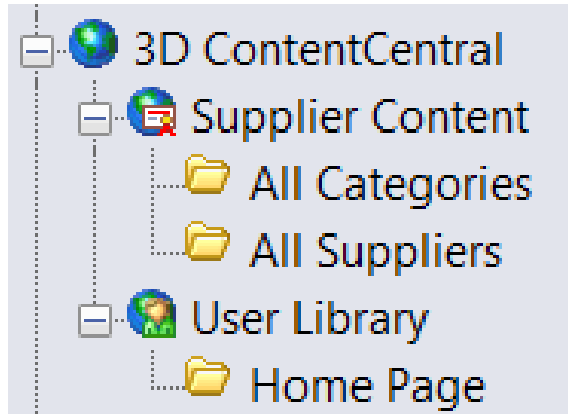 3D ContentCentral
Supplier Content
All Categories
All Suppliers
User Library
Home Page